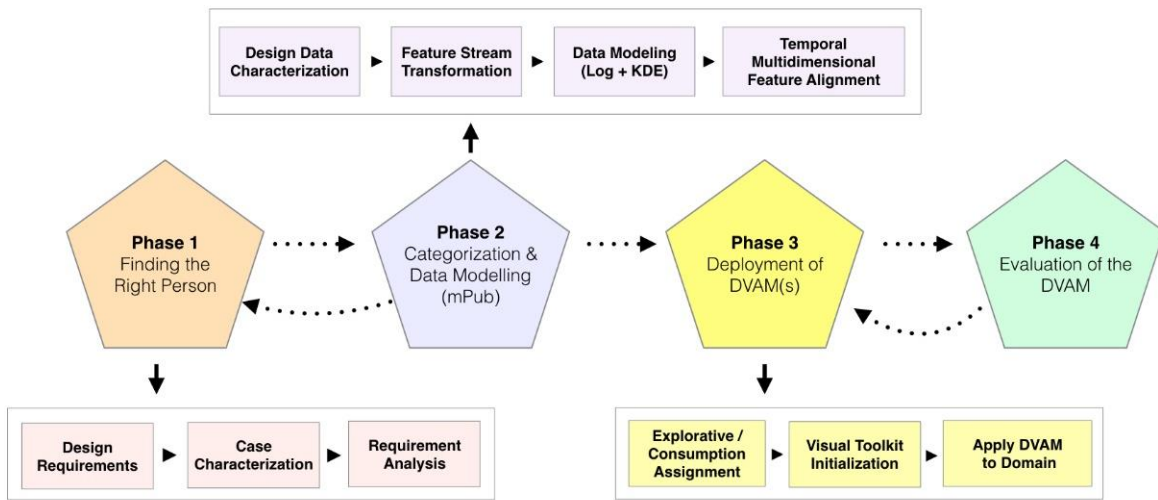 Design Data
Characterization
Feature Stream
Transformation
Data Modeling
(Log + KDE)
Temporal
Multidimensional
Feature Alignment
Phase 1
Finding the
Right Person
Phase 2
Categorization &
Data Modelling
(mPub)
Phase 3
Deployment of
DVAM(s)
Phase 4
Evaluation of the
DVAM
Design
Requirements
Case
Characterization
Requirement
Analysis
Explorative /
Consumption
Assignment
Visual Toolkit
Initialization
Apply DVAM
to Domain